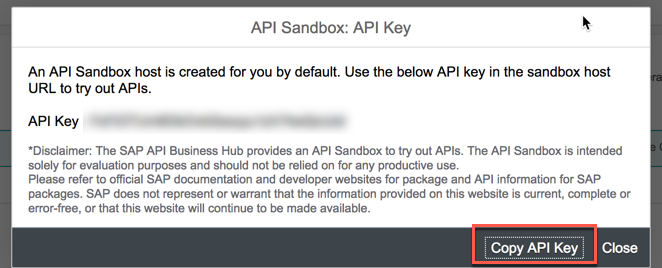 API Sandbox: API Key
An API Sandbox host is created for you by default. Use the below API key in the sandbox host
URL to try out APIs.
API Key
*Disclaimer: The SAP API Business Hub provides an API Sandbox to try out APIs. The API Sandbox is intended
solely for evaluation purposes and should not be relied on for any productive use.
Please refer to official SAP documentation and developer websites for package and API information for SAP
packages. SAP does not represent or warrant that the information provided on this website is current, complete or
error-free, or that this website will continue to be made available.
Copy API Key Close